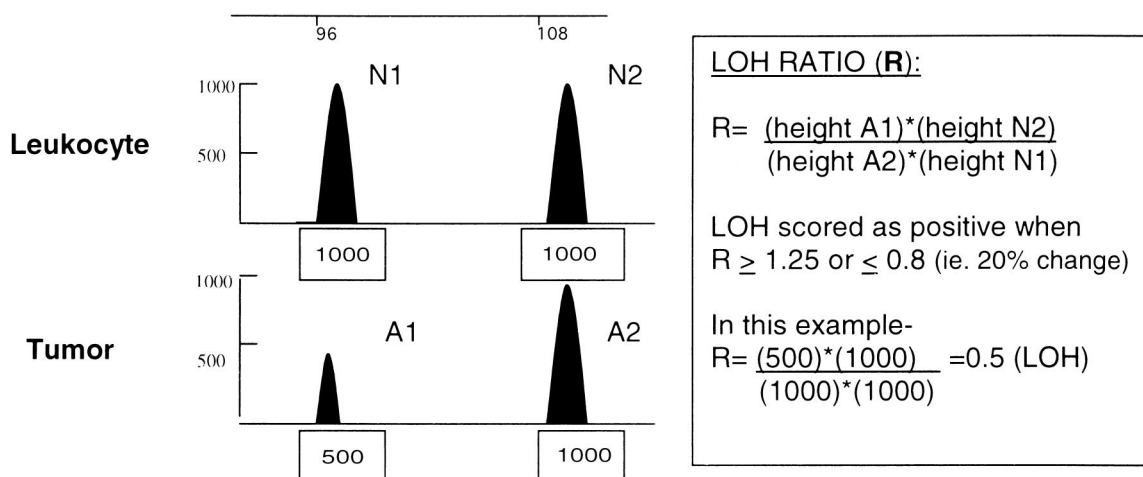 96 108
N1 N2
1000
Leukocyte
500
1000 1000
1000
A1 A2
Tumor
500
500 1000
LOH RATIO (R):
R= (height A1)*(height N2)
(height A2)*(height N1)
LOH scored as positive when
R ≥ 1.25 or ≤ 0.8 (ie. 20% change)
In this example-
R= (500)*(1000) =0.5 (LOH)
(1000)*(1000)